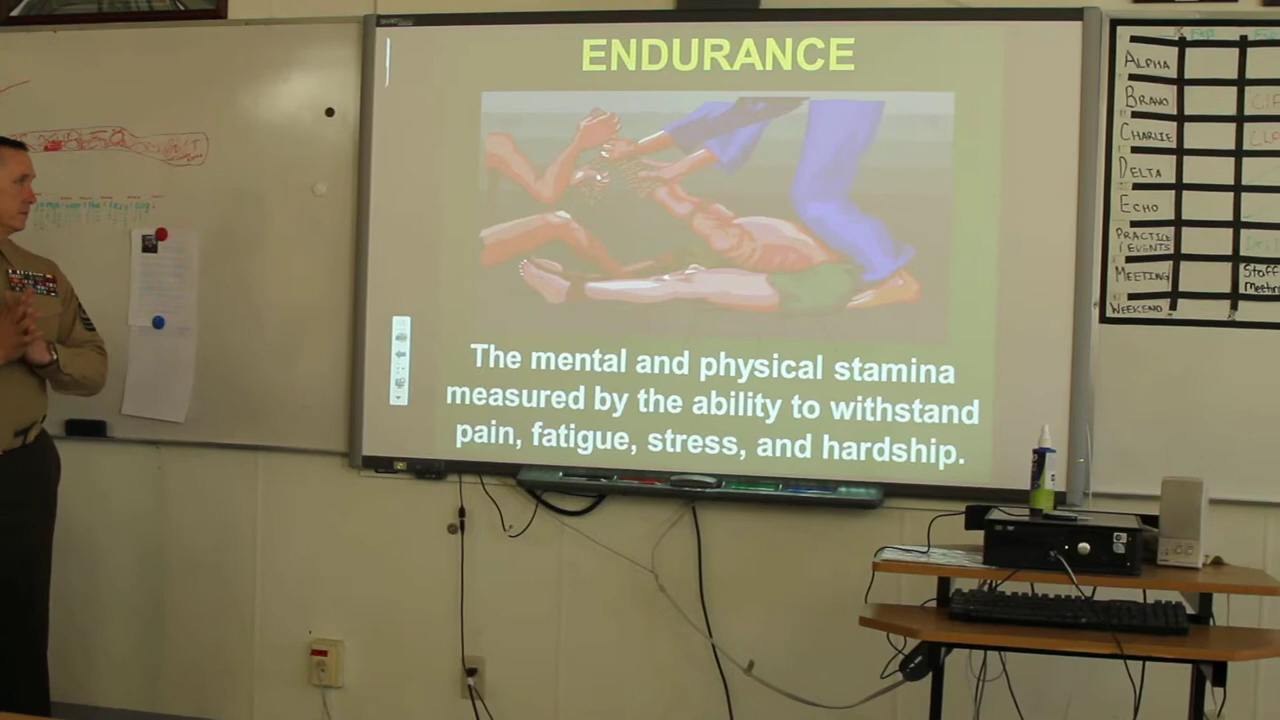 ENDURANCE
The mental and physical stamina
measured by the ability to withstand
pain, fatigue, stress, and hardship.
ALPHA
BRAVO
CHARLIE
DELTA
ECHO
PRACTICE
EVENTS
MEETING
Staff
WEEKEND